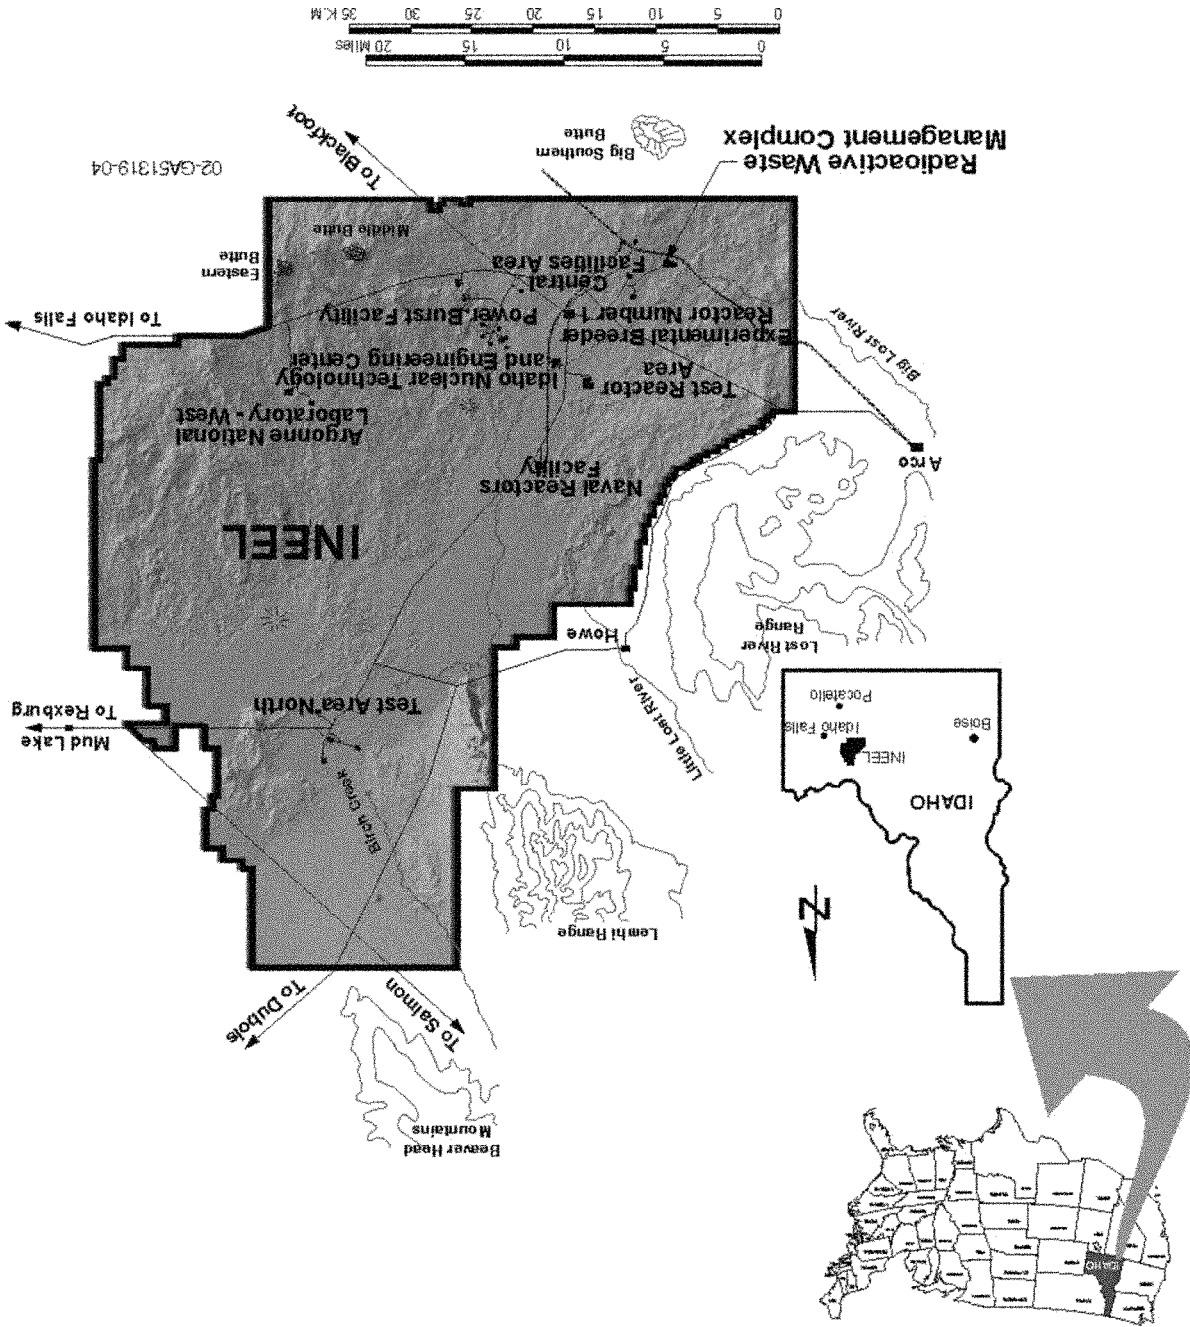 IDAHO
Beaver Head
Mountains
To Salmon
To Dubois
Lemhi Range
N
IDAHO
INEEL
Boise
Idaho Falls
Pocatello
Birch Creek
Little Lost River
Mud Lake
To Rexburg
Test Area North
Lost River
Range
Howe
INEEL
Naval Reactors
Facility
Arco
Argonne National
Laboratory - West
Test Reactor
Area
Idaho Nuclear Technology
and Engineering Center
Big Lost River
Experimental Breeder
Reactor Number 1
Power Burst Facility
To Idaho Falls
Central
Facilities Area
Eastern
Butte
Middle Butte
Radioactive Waste
Management Complex
Big Southern
Butte
To Blackfoot
02-GA51319-04
0 5 10 15 20 Miles
0 5 10 15 20 25 30 35 K.M